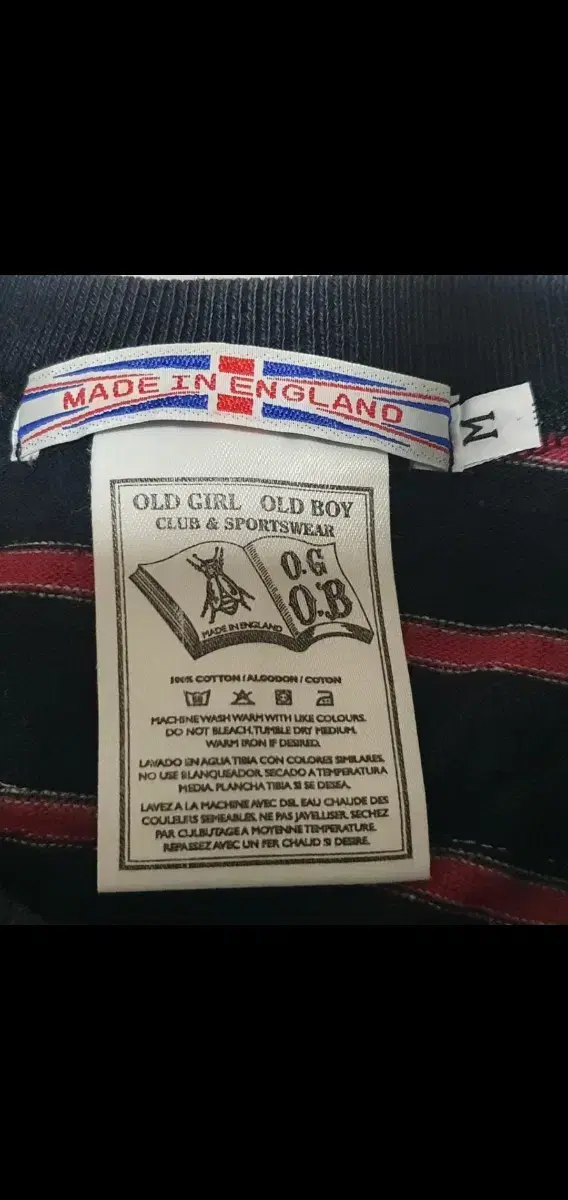 MADE IN ENGLAND
M
OLD GIRL OLD BOY
CLUB & SPORTSWEAR
O.G
O.B
MADE IN ENGLAND
100% COTTON / ALGODON / COTON
MACHINE WASH WARM WITH LIKE COLOURS.
DO NOT BLEACH, TUMBLE DRY MEDIUM.
WARM IRON IF DESIRED.
LAVADO EN AGUA TIBIA CON COLORES SIMILARES.
NO USE BLANQUEADOR. SECADO A TEMPERATURA
MEDIA. PLANCHA TIBIA SI SE DESEA.
LAVEZ A LA MACHINE AVEC DEL EAU CHAUDE DES
COULEURS SEMEABLES. NE PAS JAVELLISER. SECHEZ
PAR CULBUTAGE A MOYENNE TEMPERATURE.
REPASSEZ AVEC UN FER CHAUD SI DESIRE.